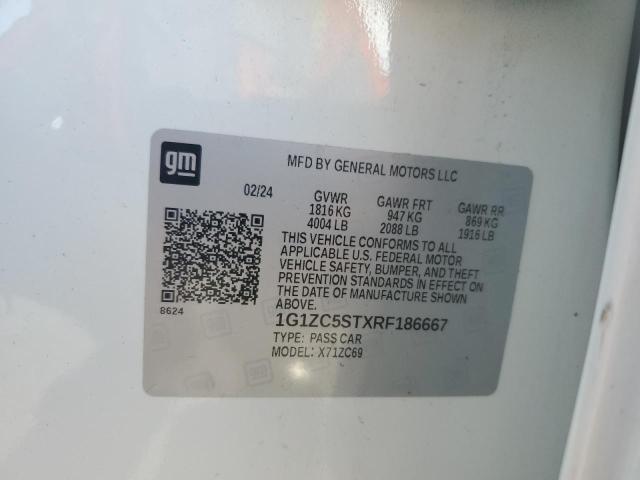 gm
MFD BY GENERAL MOTORS LLC
02/24 GVWR GAWR FRT GAWR RR
1816 KG 947 KG 869 KG
4004 LB 2088 LB 1916 LB
THIS VEHICLE CONFORMS TO ALL
APPLICABLE U.S. FEDERAL MOTOR
VEHICLE SAFETY, BUMPER, AND THEFT
PREVENTION STANDARDS IN EFFECT ON
THE DATE OF MANUFACTURE SHOWN
ABOVE.
8624
1G1ZC5STXRF186667
TYPE: PASS CAR
MODEL: X71ZC69